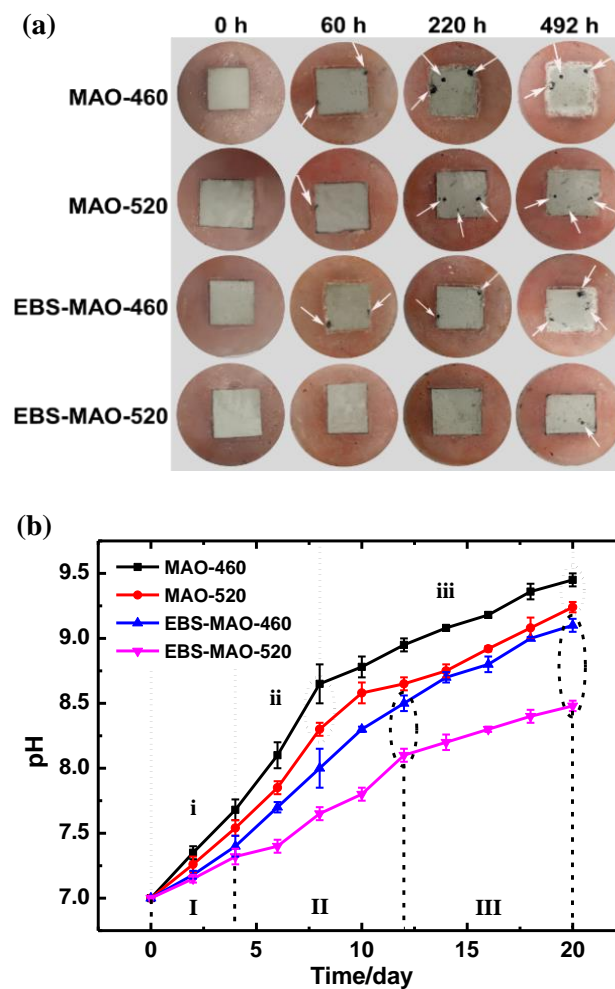 (a)
0 h 60 h 220 h 492 h
MAO-460
MAO-520
EBS-MAO-460
EBS-MAO-520
(b)
MAO-460
MAO-520
EBS-MAO-460
EBS-MAO-520
i
ii
iii
I
II
III
pH
9.5
9.0
8.5
8.0
7.5
7.0
0 5 10 15 20
Time/day